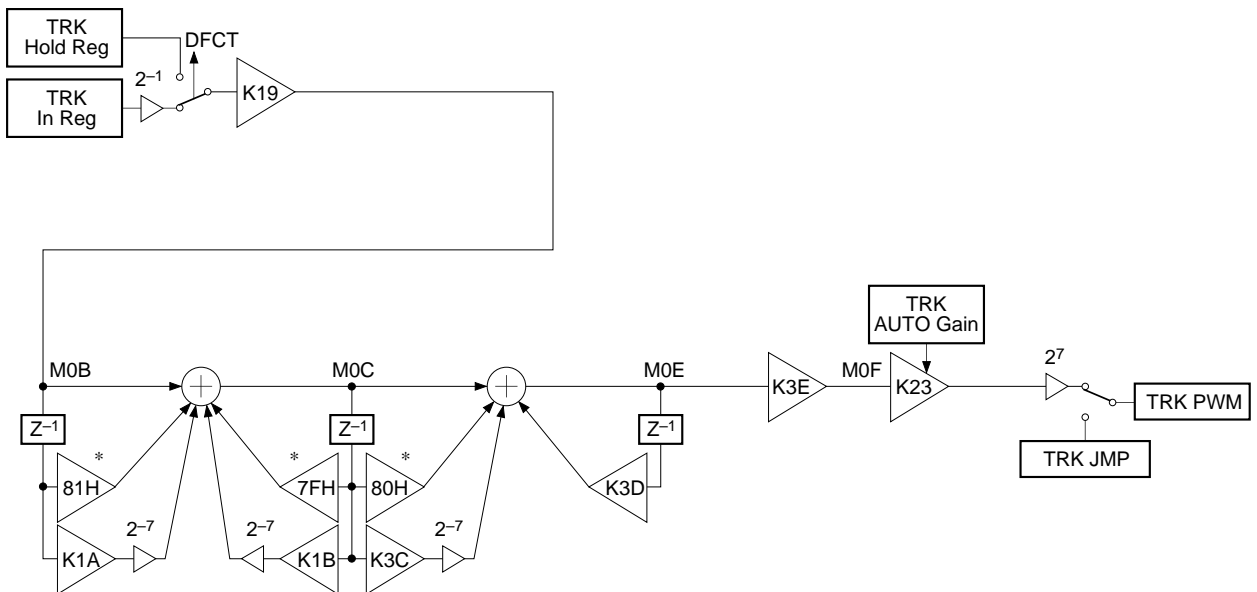 TRK
Hold Reg
DFCT
2⁻¹
TRK
In Reg
K19
TRK
AUTO Gain
M0B
M0C
M0E
K3E
M0F
K23
2⁷
TRK PWM
TRK JMP
Z⁻¹
Z⁻¹
Z⁻¹
81H
*
7FH
*
80H
*
K3D
K1A
2⁻⁷
2⁻⁷
K1B
K3C
2⁻⁷